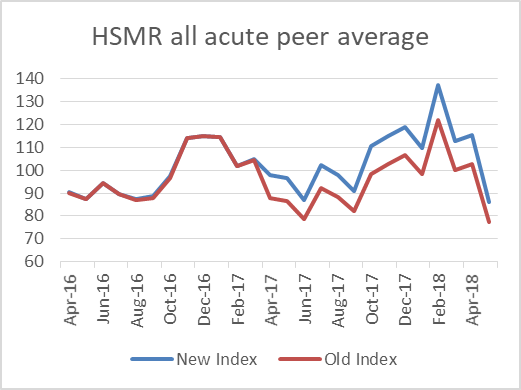 HSMR all acute peer average
140
130
120
110
100
90
80
70
60
Apr-16
Jun-16
Aug-16
Oct-16
Dec-16
Feb-17
Apr-17
Jun-17
Aug-17
Oct-17
Dec-17
Feb-18
Apr-18
New Index Old Index